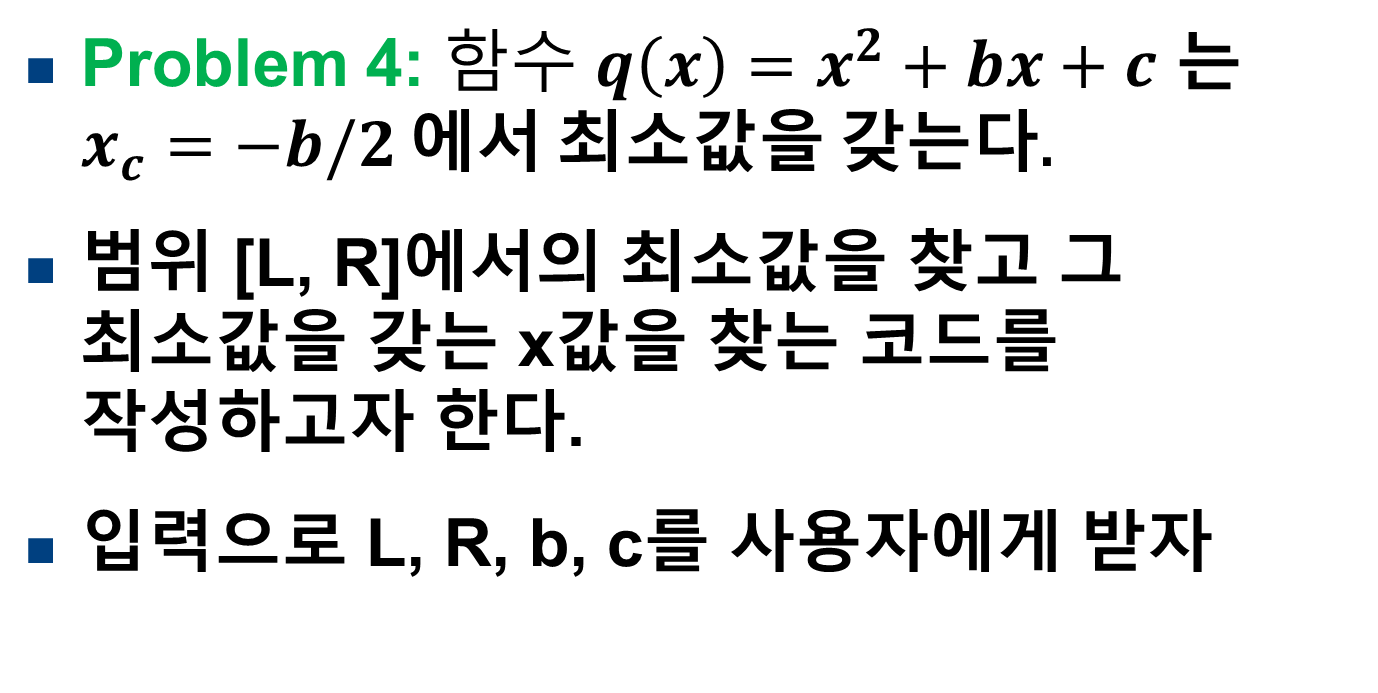 ▪ Problem 4: 함수 q(x) = x² + bx + c 는
x_c = −b/2 에서 최소값을 갖는다.
▪ 범위 [L, R]에서의 최소값을 찾고 그
최소값을 갖는 x값을 찾는 코드를
작성하고자 한다.
▪ 입력으로 L, R, b, c를 사용자에게 받자